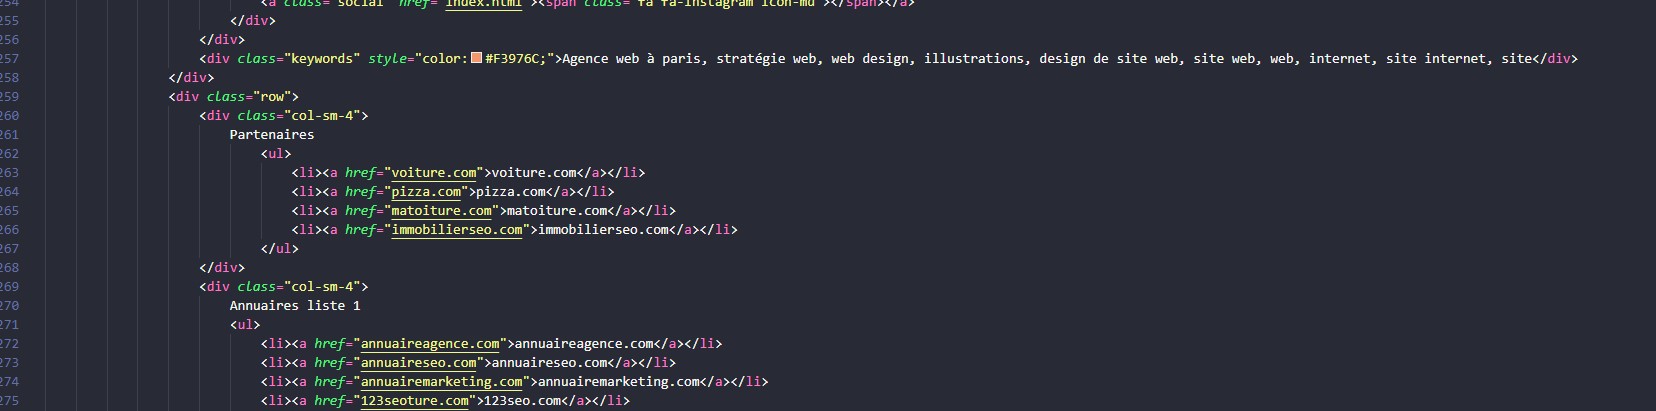 254 <a class="social" href="index.html"><span class="fa fa-instagram icon-md"></span></a>
255 </div>
256 </div>
257 <div class="keywords" style="color:#F3976C;">Agence web à paris, stratégie web, web design, illustrations, design de site web, site web, web, internet, site internet, site</div>
258 </div>
259 <div class="row">
260 <div class="col-sm-4">
261 Partenaires
262 <ul>
263 <li><a href="voiture.com">voiture.com</a></li>
264 <li><a href="pizza.com">pizza.com</a></li>
265 <li><a href="matoiture.com">matoiture.com</a></li>
266 <li><a href="immobilierseo.com">immobilierseo.com</a></li>
267 </ul>
268 </div>
269 <div class="col-sm-4">
270 Annuaires liste 1
271 <ul>
272 <li><a href="annuaireagence.com">annuaireagence.com</a></li>
273 <li><a href="annuaireseo.com">annuaireseo.com</a></li>
274 <li><a href="annuairemarketing.com">annuairemarketing.com</a></li>
275 <li><a href="123seoture.com">123seo.com</a></li>